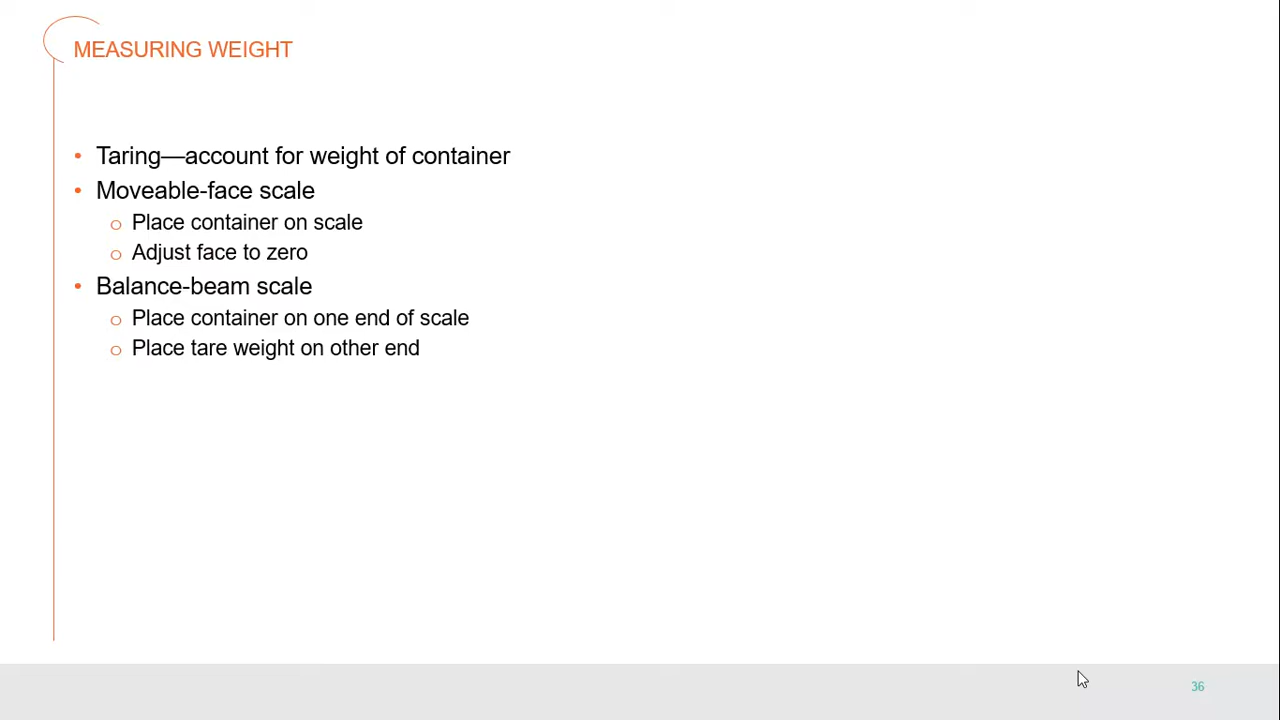 MEASURING WEIGHT
• Taring—account for weight of container
• Moveable-face scale
o Place container on scale
o Adjust face to zero
• Balance-beam scale
o Place container on one end of scale
o Place tare weight on other end
36